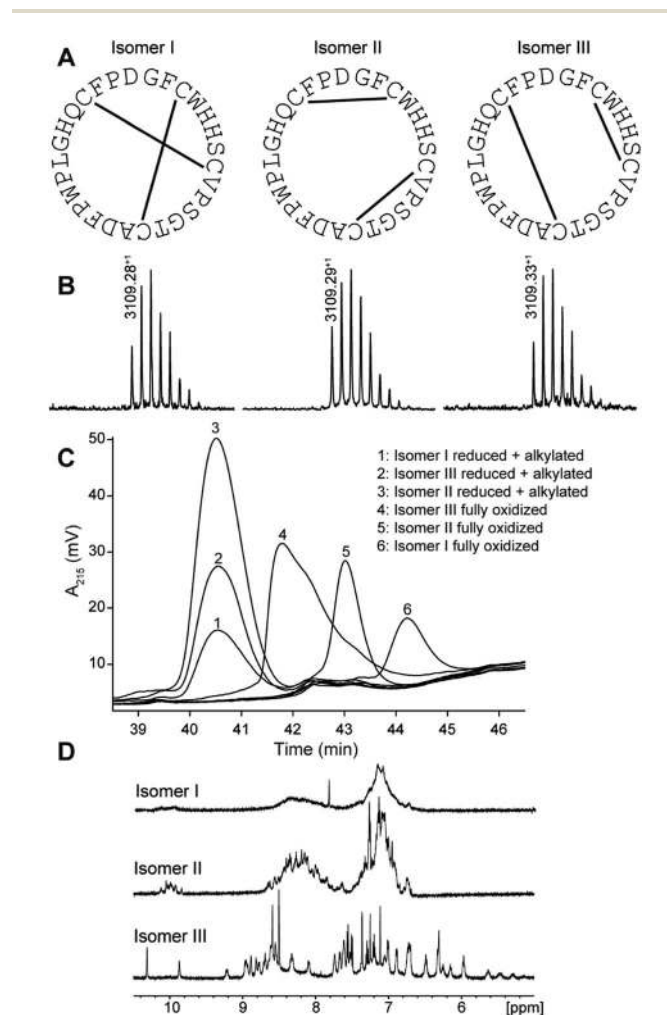 A
Isomer I
Isomer II
Isomer III
GHQCFPDGFCWHHSCVPSGTCADFPWPL
GHQCFPDGFCWHHSCVPSGTCADFPWPL
GHQCFPDGFCWHHSCVPSGTCADFPWPL
B
3109.28+1
3109.29+1
3109.33+1
C
1: Isomer I reduced + alkylated
2: Isomer III reduced + alkylated
3: Isomer II reduced + alkylated
4: Isomer III fully oxidized
5: Isomer II fully oxidized
6: Isomer I fully oxidized
A215 (mV)
50
40
30
20
10
3
2
1
4
5
6
39 40 41 42 43 44 45 46
Time (min)
D
Isomer I
Isomer II
Isomer III
10 9 8 7 6 [ppm]